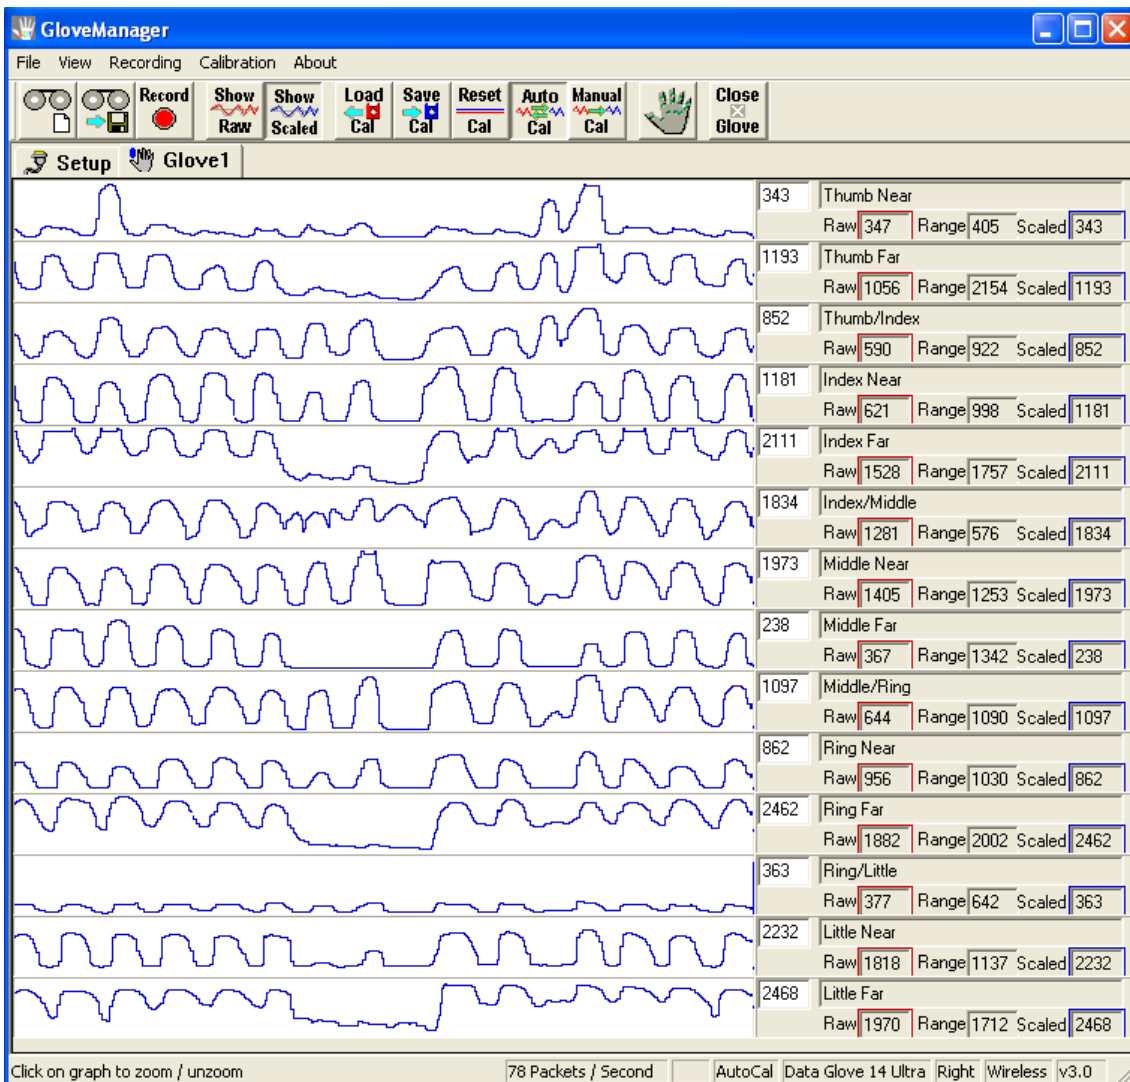 GloveManager
File View Recording Calibration About
Record Show Raw Show Scaled Load Cal Save Cal Reset Cal Auto Cal Manual Cal Close Glove
Setup Glove1
343 Thumb Near
Raw 347 Range 405 Scaled 343
1193 Thumb Far
Raw 1056 Range 2154 Scaled 1193
852 Thumb/Index
Raw 590 Range 922 Scaled 852
1181 Index Near
Raw 621 Range 998 Scaled 1181
2111 Index Far
Raw 1528 Range 1757 Scaled 2111
1834 Index/Middle
Raw 1281 Range 576 Scaled 1834
1973 Middle Near
Raw 1405 Range 1253 Scaled 1973
238 Middle Far
Raw 367 Range 1342 Scaled 238
1097 Middle/Ring
Raw 644 Range 1090 Scaled 1097
862 Ring Near
Raw 956 Range 1030 Scaled 862
2462 Ring Far
Raw 1882 Range 2002 Scaled 2462
363 Ring/Little
Raw 377 Range 642 Scaled 363
2232 Little Near
Raw 1818 Range 1137 Scaled 2232
2468 Little Far
Raw 1970 Range 1712 Scaled 2468
Click on graph to zoom / unzoom 78 Packets / Second AutoCal Data Glove 14 Ultra Right Wireless v3.0